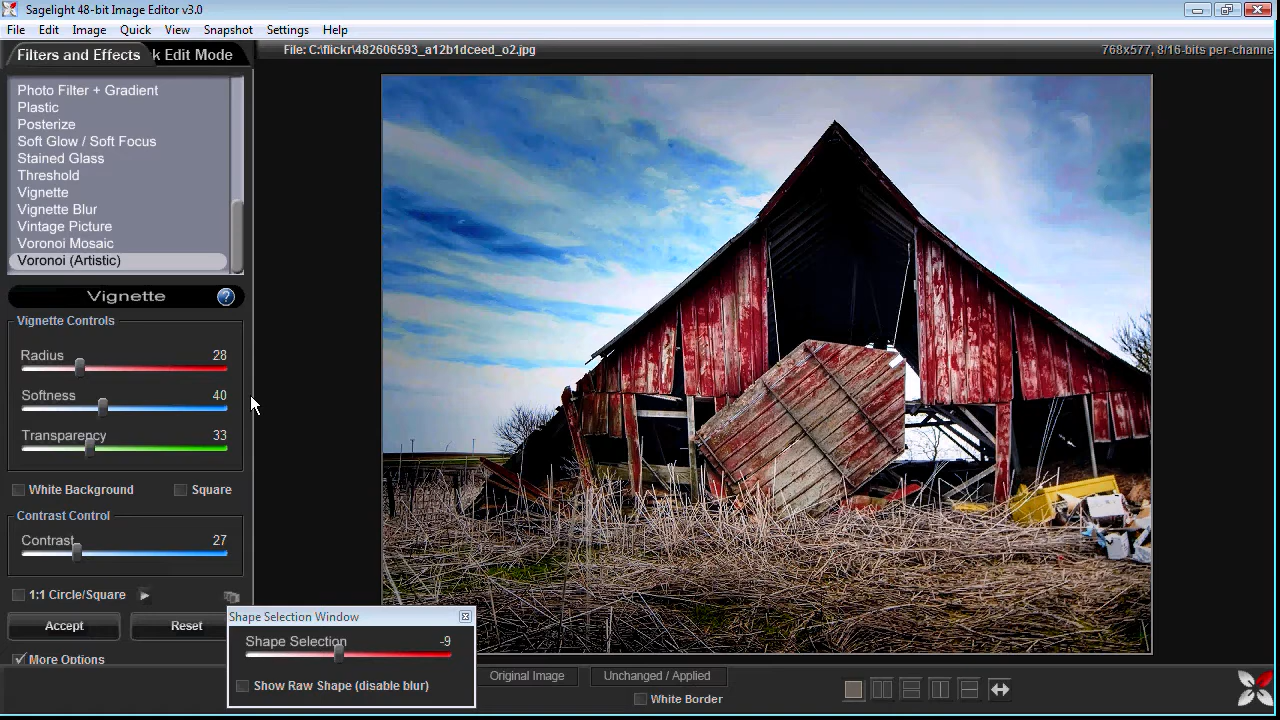 Sagelight 48-bit Image Editor v3.0
File Edit Image Quick View Snapshot Settings Help
Filters and Effects k Edit Mode
File: C:\flickr\482606593_a12b1dceed_o2.jpg
768x577, 8/16-bits per-channe
Photo Filter + Gradient
Plastic
Posterize
Soft Glow / Soft Focus
Stained Glass
Threshold
Vignette
Vignette Blur
Vintage Picture
Voronoi Mosaic
Voronoi (Artistic)
Vignette ?
Vignette Controls
Radius 28
Softness 40
Transparency 33
White Background Square
Contrast Control
Contrast 27
1:1 Circle/Square
Accept Reset
More Options
Shape Selection Window
Shape Selection -9
Show Raw Shape (disable blur)
Original Image Unchanged / Applied
White Border